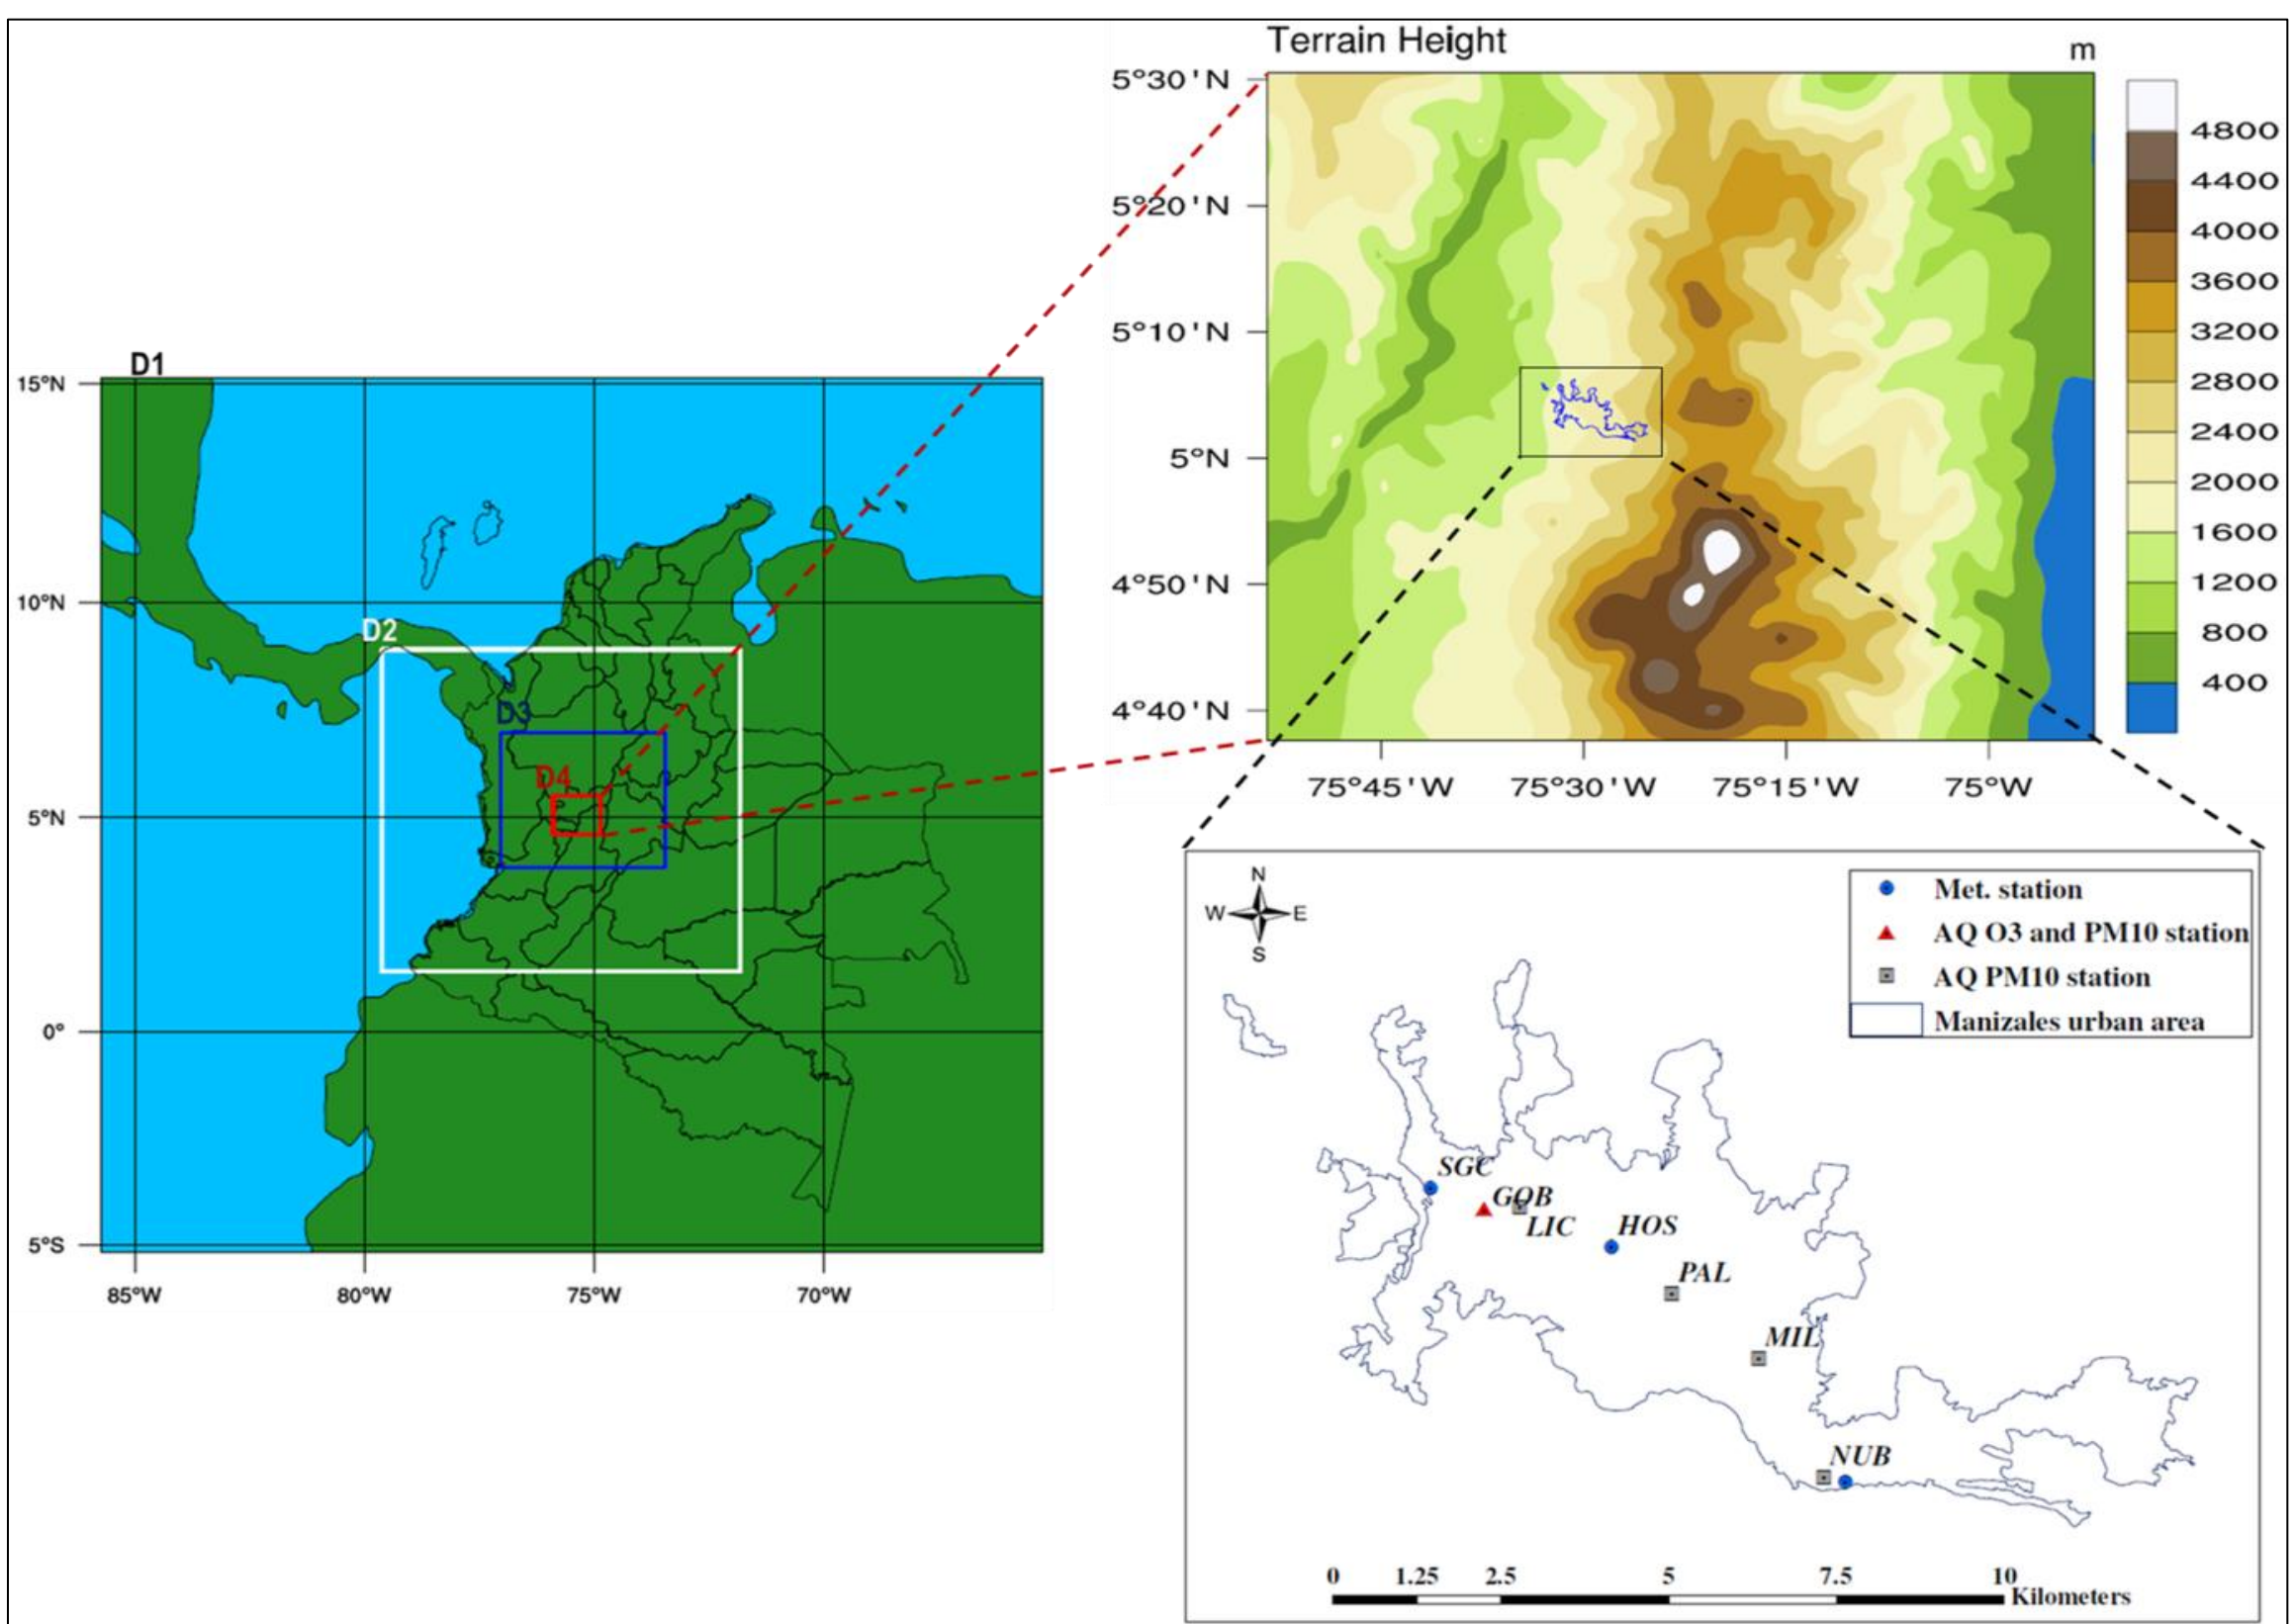 Terrain Height
m
5°30'N
5°20'N
5°10'N
5°N
4°50'N
4°40'N
75°45'W 75°30'W 75°15'W 75°W
4800
4400
4000
3600
3200
2800
2400
2000
1600
1200
800
400
D1
D2
D3
D4
15°N
10°N
5°N
0°
5°S
85°W 80°W 75°W 70°W
N
W E
S
Met. station
AQ O3 and PM10 station
AQ PM10 station
Manizales urban area
SGC
GOB
LIC
HOS
PAL
MIL
NUB
0 1.25 2.5 5 7.5 10
Kilometers